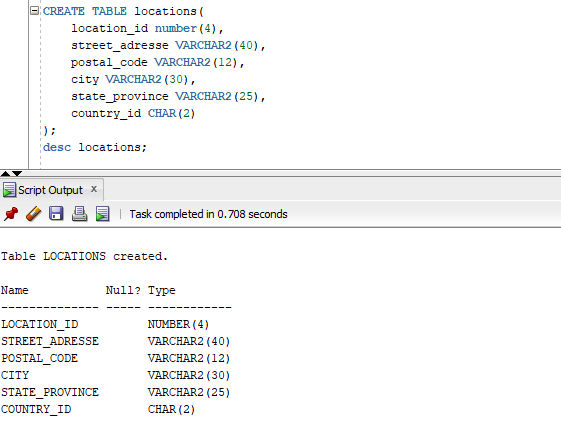 CREATE TABLE locations(
location_id number(4),
street_adresse VARCHAR2(40),
postal_code VARCHAR2(12),
city VARCHAR2(30),
state_province VARCHAR2(25),
country_id CHAR(2)
);
desc locations;
Script Output x
Task completed in 0.708 seconds
Table LOCATIONS created.
Name           Null? Type
-------------- ----- ------------
LOCATION_ID          NUMBER(4)
STREET_ADRESSE       VARCHAR2(40)
POSTAL_CODE          VARCHAR2(12)
CITY                 VARCHAR2(30)
STATE_PROVINCE       VARCHAR2(25)
COUNTRY_ID           CHAR(2)